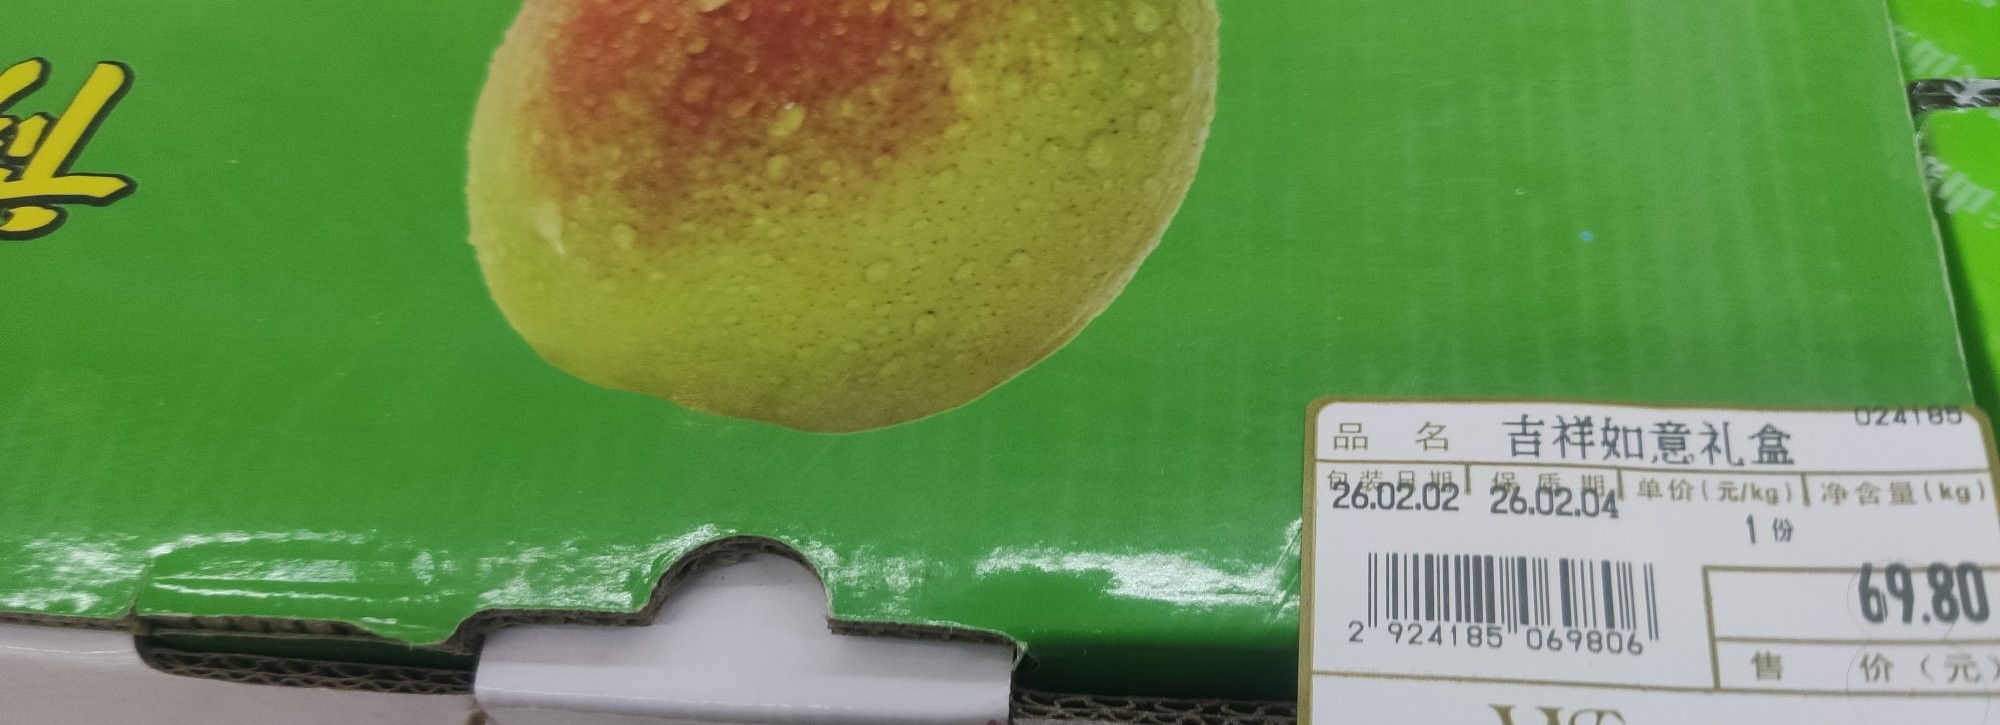 024185
品 名 吉祥如意礼盒
包装日期 保质期 单价(元/kg) 净含量(kg)
26.02.02 26.02.04
1份
69.80
2 924185 069806
售 价(元)